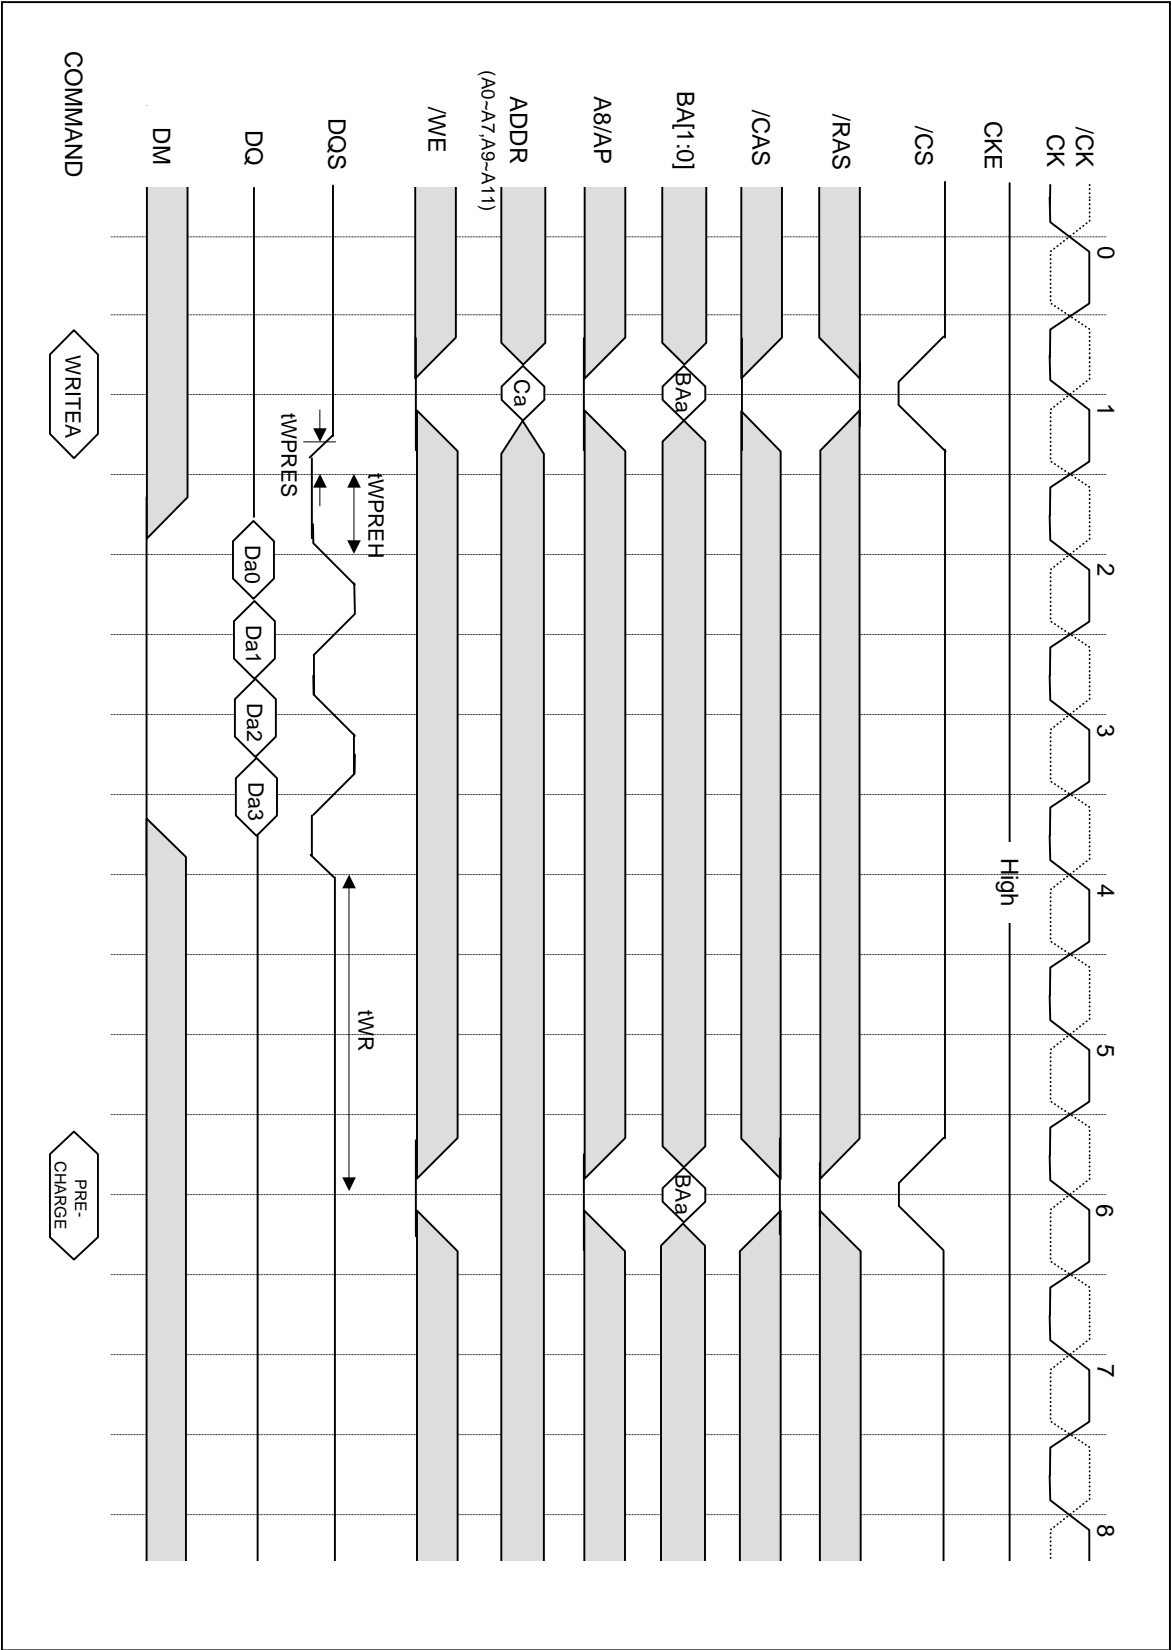 0 1 2 3 4 5 6 7 8
/CK
CK
CKE
High
/CS
/RAS
/CAS
BA[1:0]
BAa
BAa
A8/AP
ADDR
(A0~A7,A9~A11)
Ca
/WE
tWPREH
tWR
DQS
tWPRES
DQ
Da0 Da1 Da2 Da3
DM
COMMAND
WRITEA
PRE-
CHARGE